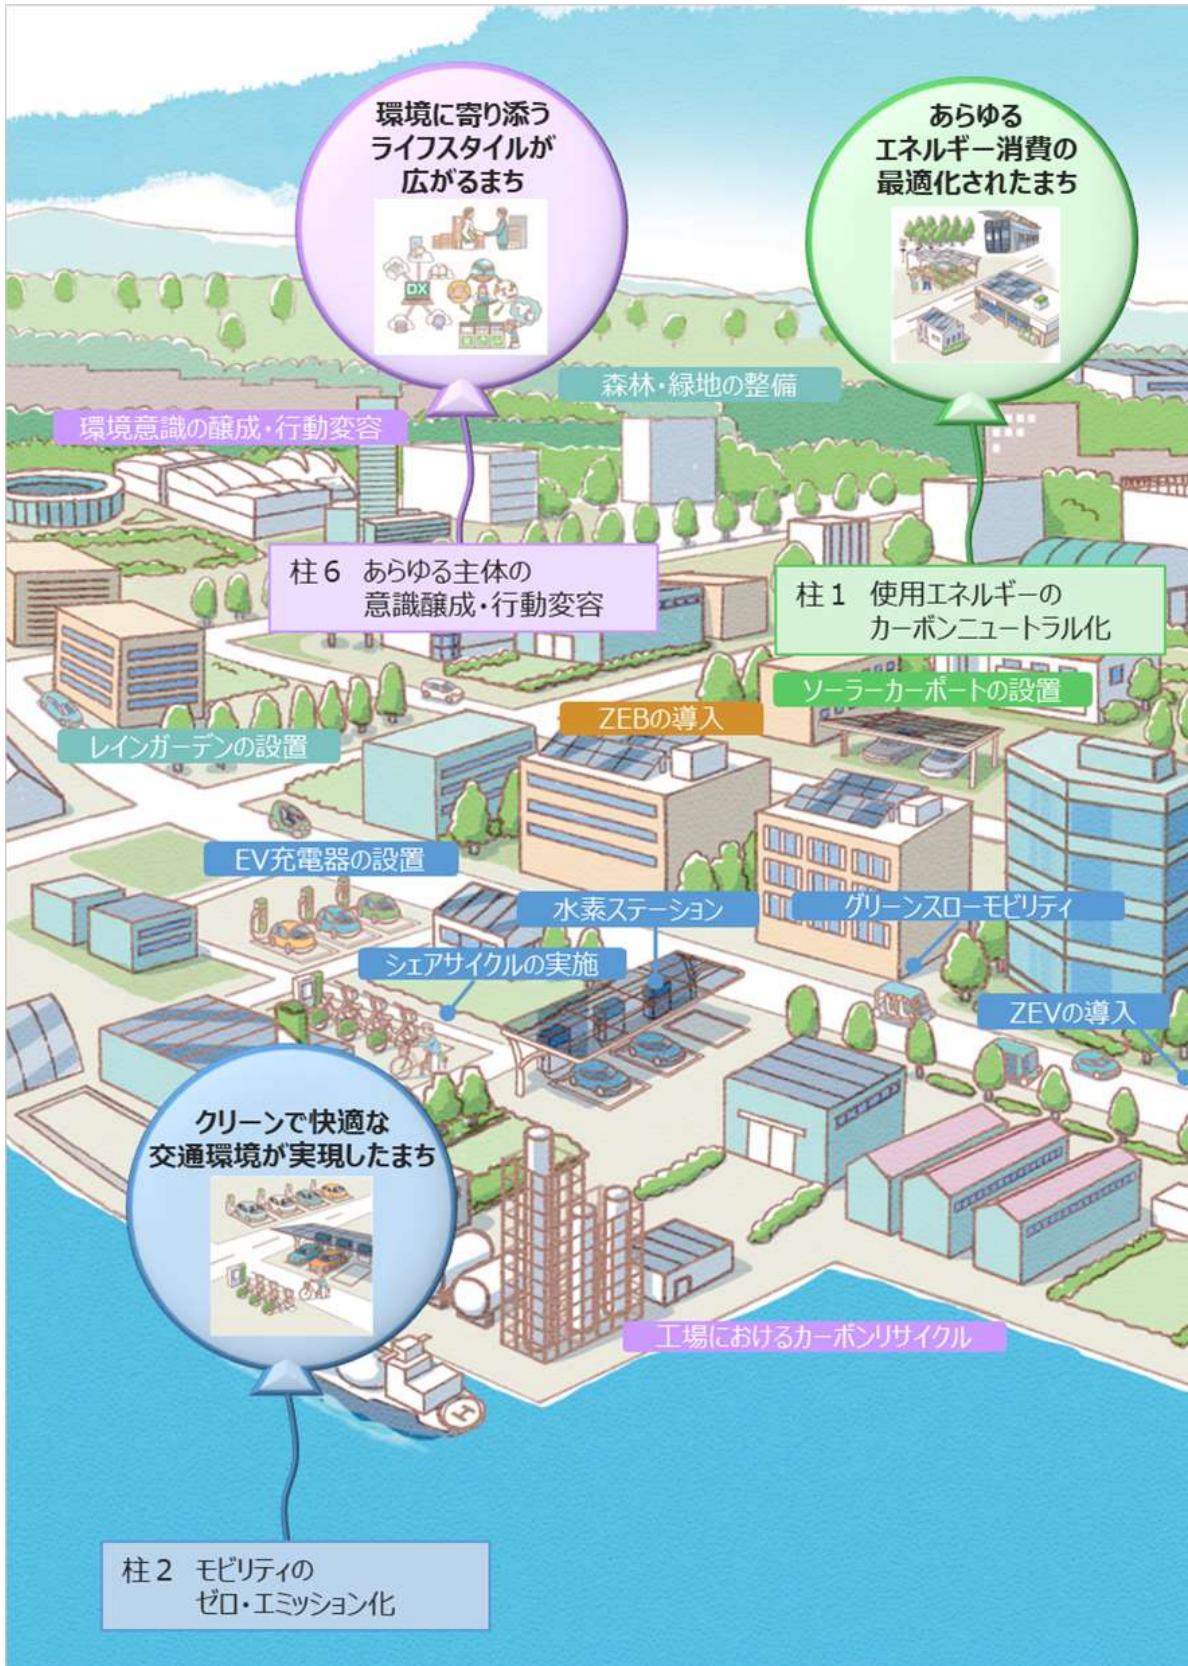 環境に寄り添う
ライフスタイルが
広がるまち
DX
あらゆる
エネルギー消費の
最適化されたまち
森林・緑地の整備
環境意識の醸成・行動変容
柱6 あらゆる主体の
意識醸成・行動変容
柱1 使用エネルギーの
カーボンニュートラル化
ソーラーカーポートの設置
ZEBの導入
レインガーデンの設置
EV充電器の設置
水素ステーション
グリーンスローモビリティ
シェアサイクルの実施
ZEVの導入
クリーンで快適な
交通環境が実現したまち
工場におけるカーボンリサイクル
H
柱2 モビリティの
ゼロ・エミッション化